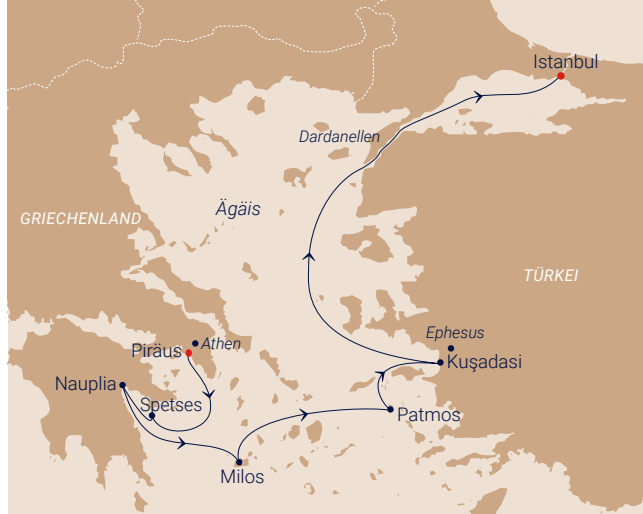 Istanbul
Dardanellen
Ägäis
GRIECHENLAND
TÜRKEI
Ephesus
Athen
Piräus
Kuşadasi
Nauplia
Spetses
Patmos
Milos